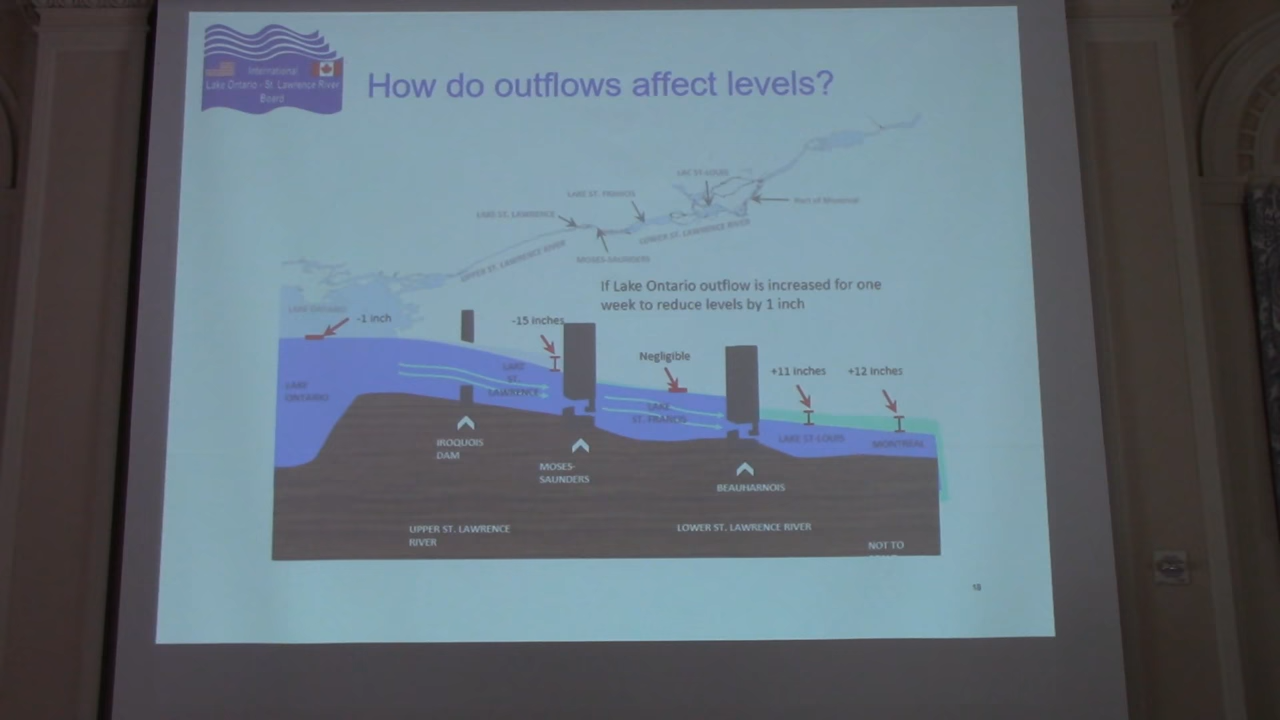 International
Lake Ontario - St. Lawrence River
Board
How do outflows affect levels?
LAC ST-LOUIS
LAKE ST. FRANCIS
Port of Montreal
LAKE ST. LAWRENCE
LOWER ST. LAWRENCE RIVER
UPPER ST. LAWRENCE RIVER
MOSES-SAUNDERS
If Lake Ontario outflow is increased for one
week to reduce levels by 1 inch
LAKE ONTARIO
-1 inch
-15 inches
Negligible
+11 inches
+12 inches
LAKE
ONTARIO
LAKE
ST.
LAWRENCE
LAKE
ST. FRANCIS
LAKE ST LOUIS
MONTREAL
IROQUOIS
DAM
MOSES-
SAUNDERS
BEAUHARNOIS
UPPER ST. LAWRENCE
RIVER
LOWER ST. LAWRENCE RIVER
NOT TO